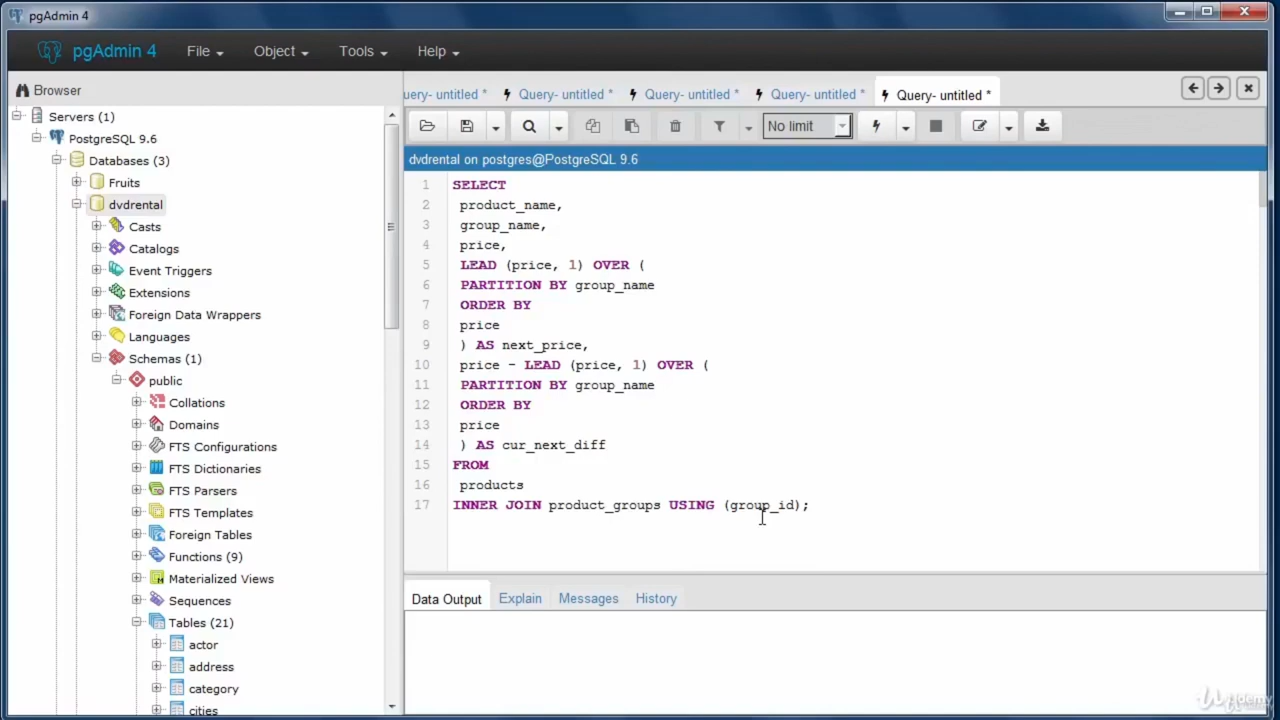 pgAdmin 4
pgAdmin 4 File Object Tools Help
Browser
Servers (1)
PostgreSQL 9.6
Databases (3)
Fruits
dvdrental
Casts
Catalogs
Event Triggers
Extensions
Foreign Data Wrappers
Languages
Schemas (1)
public
Collations
Domains
FTS Configurations
FTS Dictionaries
FTS Parsers
FTS Templates
Foreign Tables
Functions (9)
Materialized Views
Sequences
Tables (21)
actor
address
category
cities
uery- untitled * Query- untitled * Query- untitled * Query- untitled * Query- untitled *
No limit
dvdrental on postgres@PostgreSQL 9.6
1 SELECT
2 product_name,
3 group_name,
4 price,
5 LEAD (price, 1) OVER (
6 PARTITION BY group_name
7 ORDER BY
8 price
9 ) AS next_price,
10 price - LEAD (price, 1) OVER (
11 PARTITION BY group_name
12 ORDER BY
13 price
14 ) AS cur_next_diff
15 FROM
16 products
17 INNER JOIN product_groups USING (group_id);
Data Output Explain Messages History
Udemy